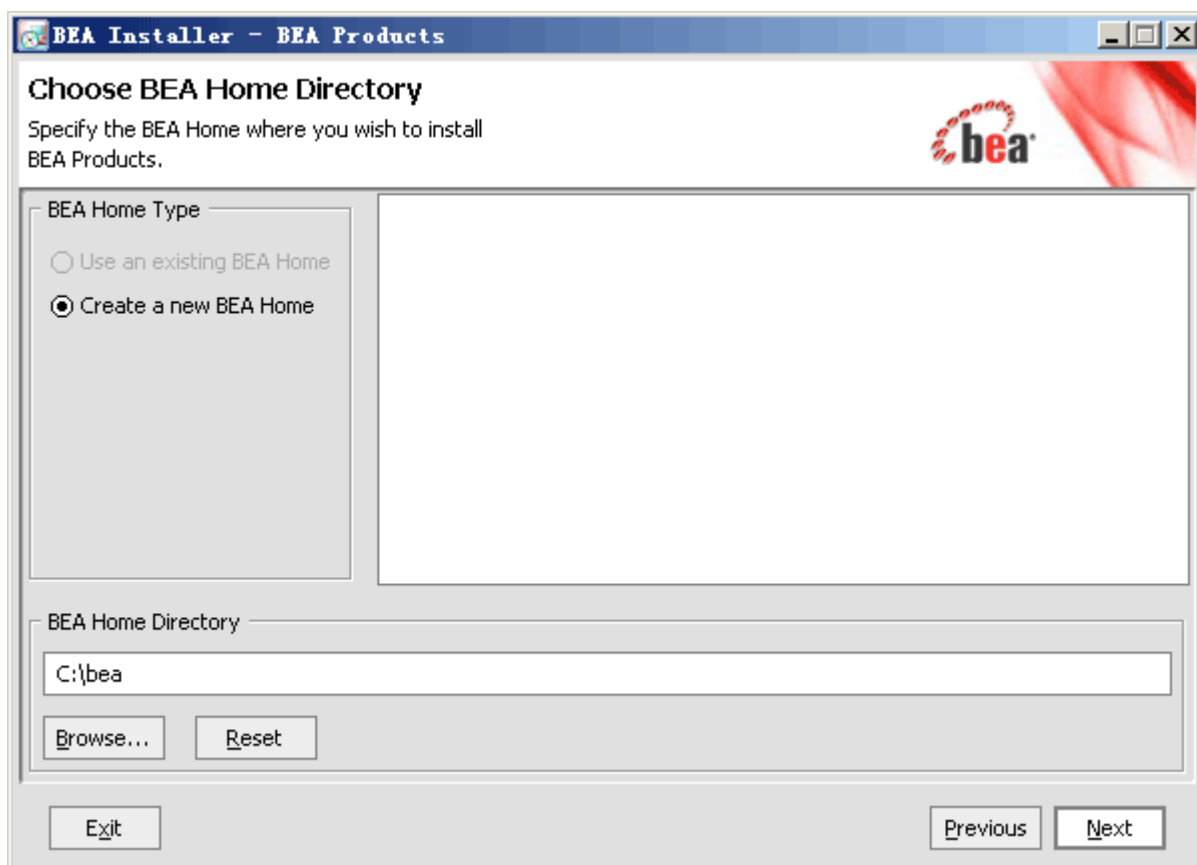 BEA Installer - BEA Products
Choose BEA Home Directory
Specify the BEA Home where you wish to install
BEA Products.
bea
BEA Home Type
Use an existing BEA Home
Create a new BEA Home
BEA Home Directory
C:\bea
Browse...
Reset
Exit
Previous
Next